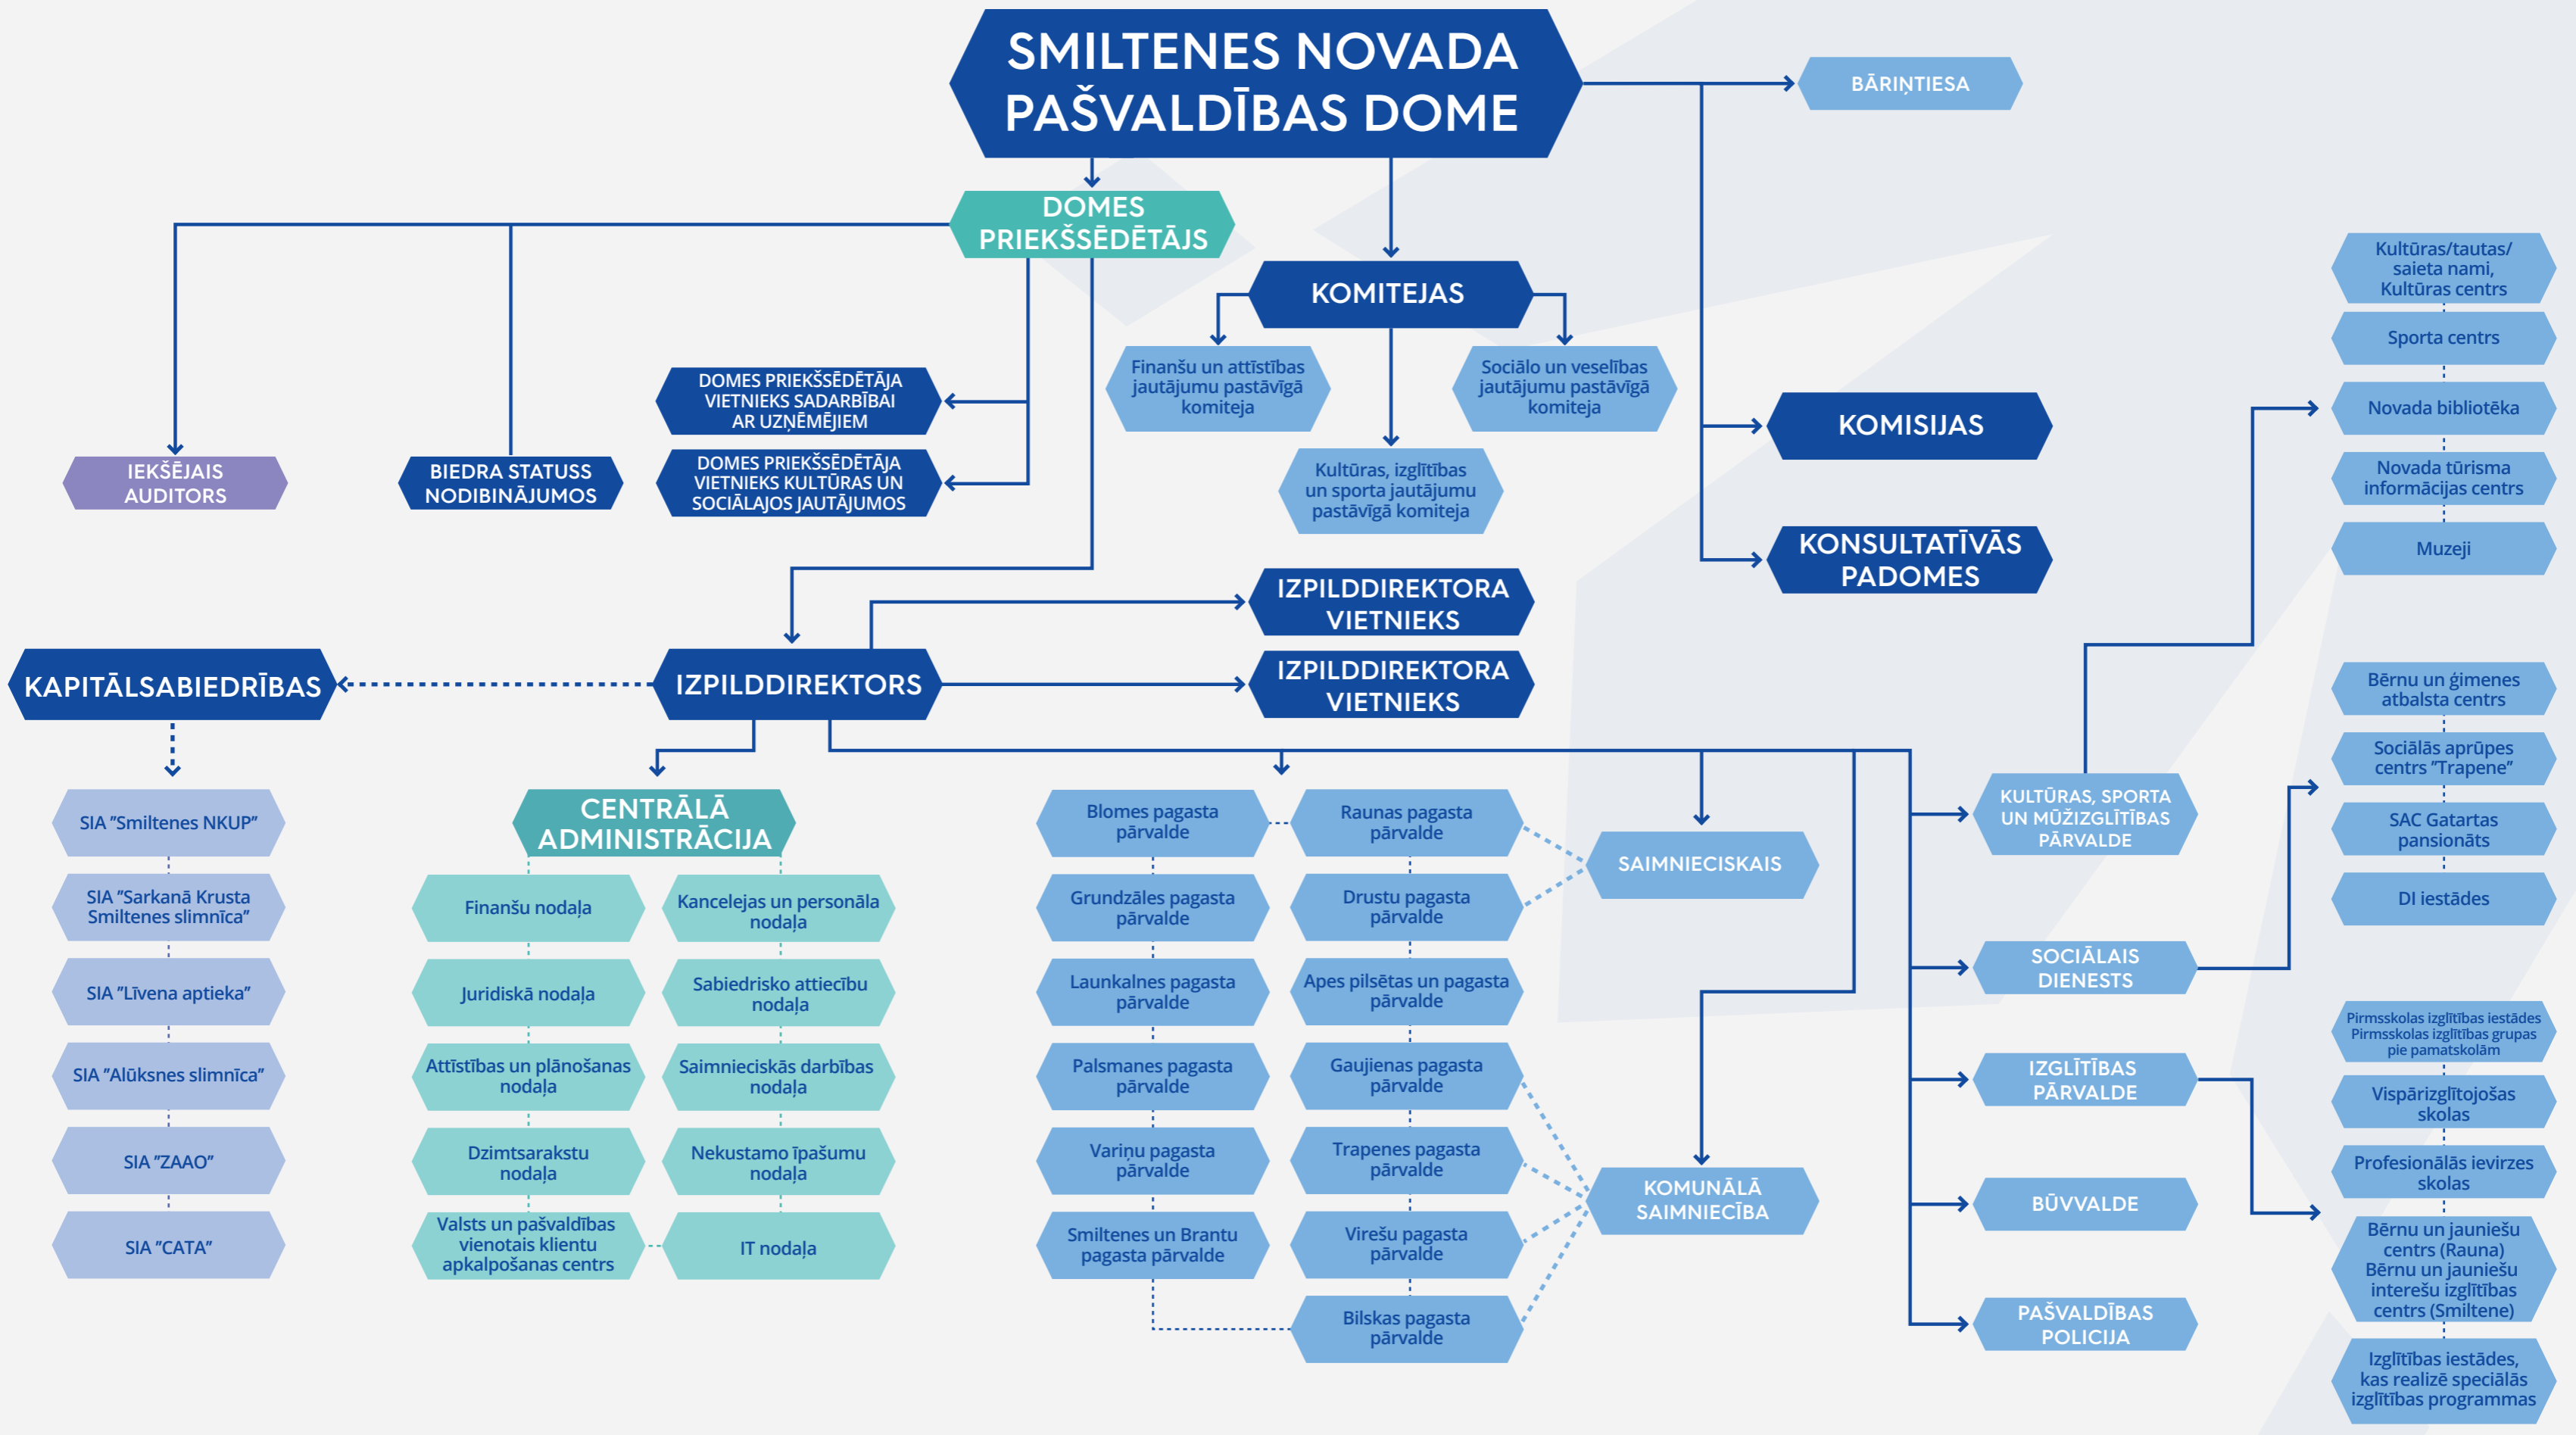 SMILTENES NOVADA
PAŠVALDĪBAS DOME
BĀRIŅTIESA
DOMES
PRIEKŠSĒDĒTĀJS
KOMITEJAS
Finanšu un attīstības
jautājumu pastāvīgā
komiteja
Sociālo un veselības
jautājumu pastāvīgā
komiteja
Kultūras, izglītības
un sporta jautājumu
pastāvīgā komiteja
DOMES PRIEKŠSĒDĒTĀJA
VIETNIEKS SADARBĪBAI
AR UZŅĒMĒJIEM
DOMES PRIEKŠSĒDĒTĀJA
VIETNIEKS KULTŪRAS UN
SOCIĀLAJOS JAUTĀJUMOS
IEKŠĒJAIS
AUDITORS
BIEDRA STATUSS
NODIBINĀJUMOS
KOMISIJAS
KONSULTATĪVĀS
PADOMES
IZPILDDIREKTORA
VIETNIEKS
IZPILDDIREKTORA
VIETNIEKS
KAPITĀLSABIEDRĪBAS
IZPILDDIREKTORS
SIA "Smiltenes NKUP"
SIA "Sarkanā Krusta
Smiltenes slimnīca"
SIA "Līvena aptieka"
SIA "Alūksnes slimnīca"
SIA "ZAAO"
SIA "CATA"
CENTRĀLĀ
ADMINISTRĀCIJA
Finanšu nodaļa
Juridiskā nodaļa
Attīstības un plānošanas
nodaļa
Dzimtsarakstu
nodaļa
Valsts un pašvaldības
vienotais klientu
apkalpošanas centrs
Kancelejas un personāla
nodaļa
Sabiedrisko attiecību
nodaļa
Saimnieciskās darbības
nodaļa
Nekustamo īpašumu
nodaļa
IT nodaļa
Blomes pagasta
pārvalde
Grundzāles pagasta
pārvalde
Launkalnes pagasta
pārvalde
Palsmanes pagasta
pārvalde
Variņu pagasta
pārvalde
Smiltenes un Brantu
pagasta pārvalde
Raunas pagasta
pārvalde
Drustu pagasta
pārvalde
Apes pilsētas un pagasta
pārvalde
Gaujienas pagasta
pārvalde
Trapenes pagasta
pārvalde
Virešu pagasta
pārvalde
Bilskas pagasta
pārvalde
SAIMNIECISKAIS
KOMUNĀLĀ
SAIMNIECĪBA
KULTŪRAS, SPORTA
UN MŪŽIZGLĪTĪBAS
PĀRVALDE
SOCIĀLAIS
DIENESTS
IZGLĪTĪBAS
PĀRVALDE
BŪVVALDE
PAŠVALDĪBAS
POLICIJA
Kultūras/tautas/
saieta nami,
Kultūras centrs
Sporta centrs
Novada bibliotēka
Novada tūrisma
informācijas centrs
Muzeji
Bērnu un ģimenes
atbalsta centrs
Sociālās aprūpes
centrs "Trapene"
SAC Gatartas
pansionāts
DI iestādes
Pirmsskolas izglītības iestādes
Pirmsskolas izglītības grupas
pie pamatskolām
Vispārizglītojošas
skolas
Profesionālās ievirzes
skolas
Bērnu un jauniešu
centrs (Rauna)
Bērnu un jauniešu
interešu izglītības
centrs (Smiltene)
Izglītības iestādes,
kas realizē speciālās
izglītības programmas